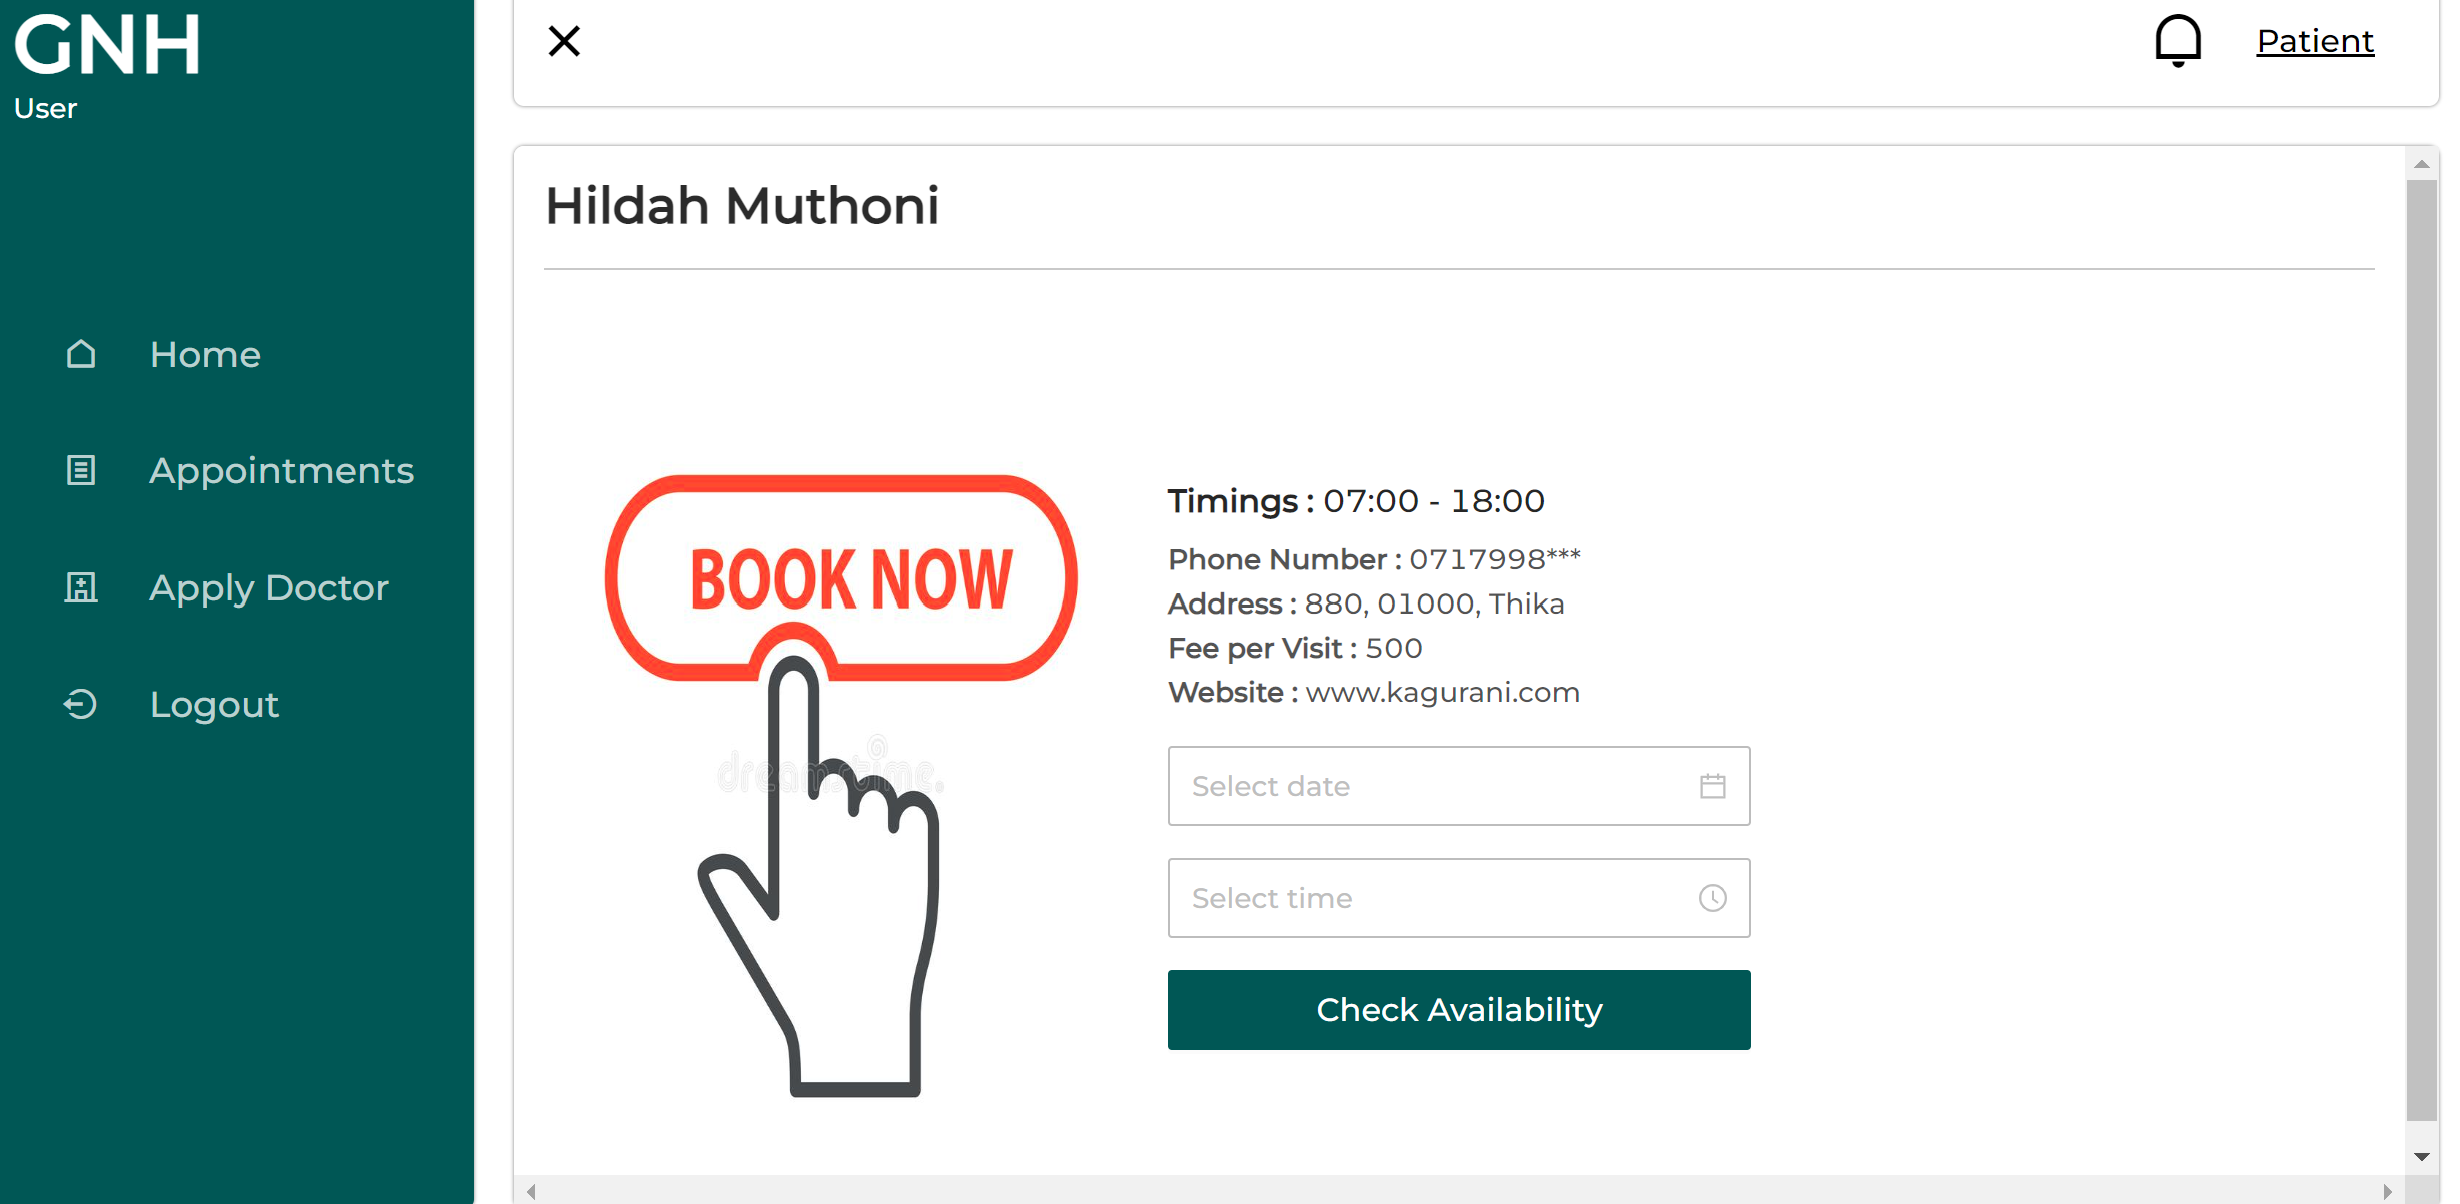 GNH
User
Home
Appointments
Apply Doctor
Logout
Patient
Hildah Muthoni
BOOK NOW
dreamstime.
Timings : 07:00 - 18:00
Phone Number : 0717998***
Address : 880, 01000, Thika
Fee per Visit : 500
Website : www.kagurani.com
Select date
Select time
Check Availability